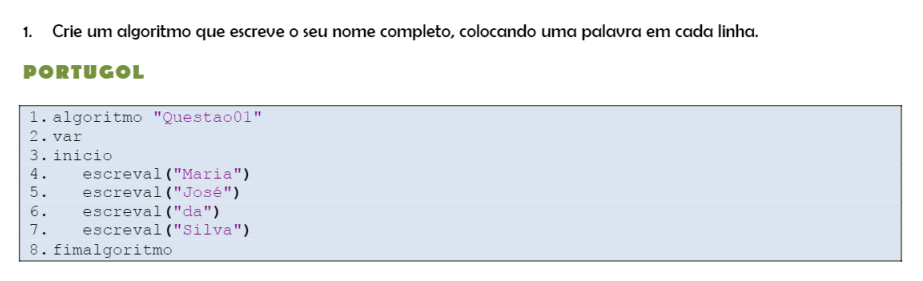 1. Crie um algoritmo que escreve o seu nome completo, colocando uma palavra em cada linha.
PORTUGOL
1. algoritmo "Questao01"
2. var
3. inicio
4. escreval("Maria")
5. escreval("José")
6. escreval("da")
7. escreval("Silva")
8. fimalgoritmo